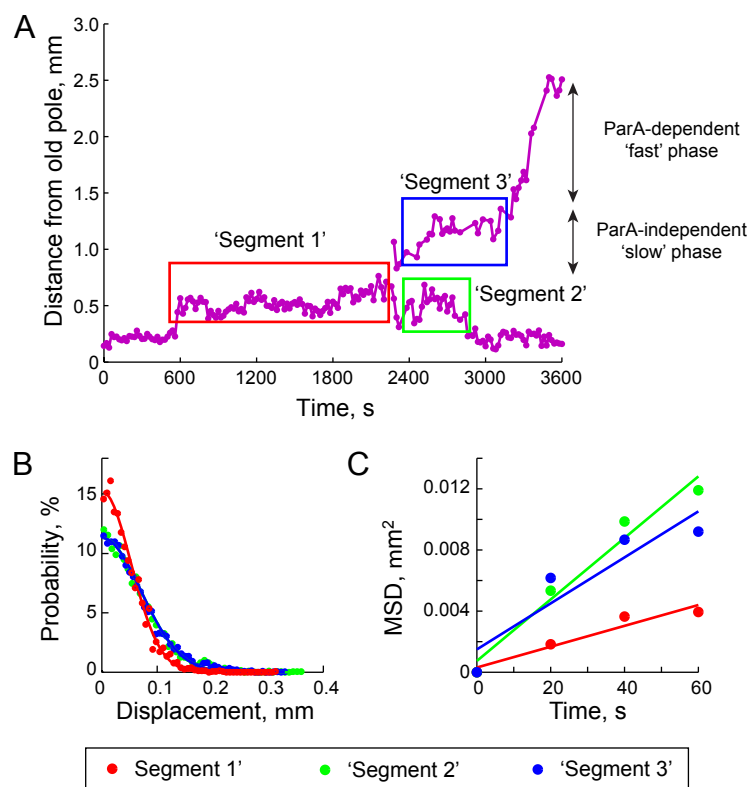 A
Distance from old pole, mm
3.0
2.5
2.0
1.5
1.0
0.5
0
0
600
1200
1800
2400
3000
3600
Time, s
'Segment 1'
'Segment 3'
'Segment 2'
ParA-dependent
'fast' phase
ParA-independent
'slow' phase
B
Probability, %
15
10
5
0
0
0.1
0.2
0.3
0.4
Displacement, mm
C
MSD, mm²
0.012
0.008
0.004
0
0
20
40
60
Time, s
Segment 1'
'Segment 2'
'Segment 3'